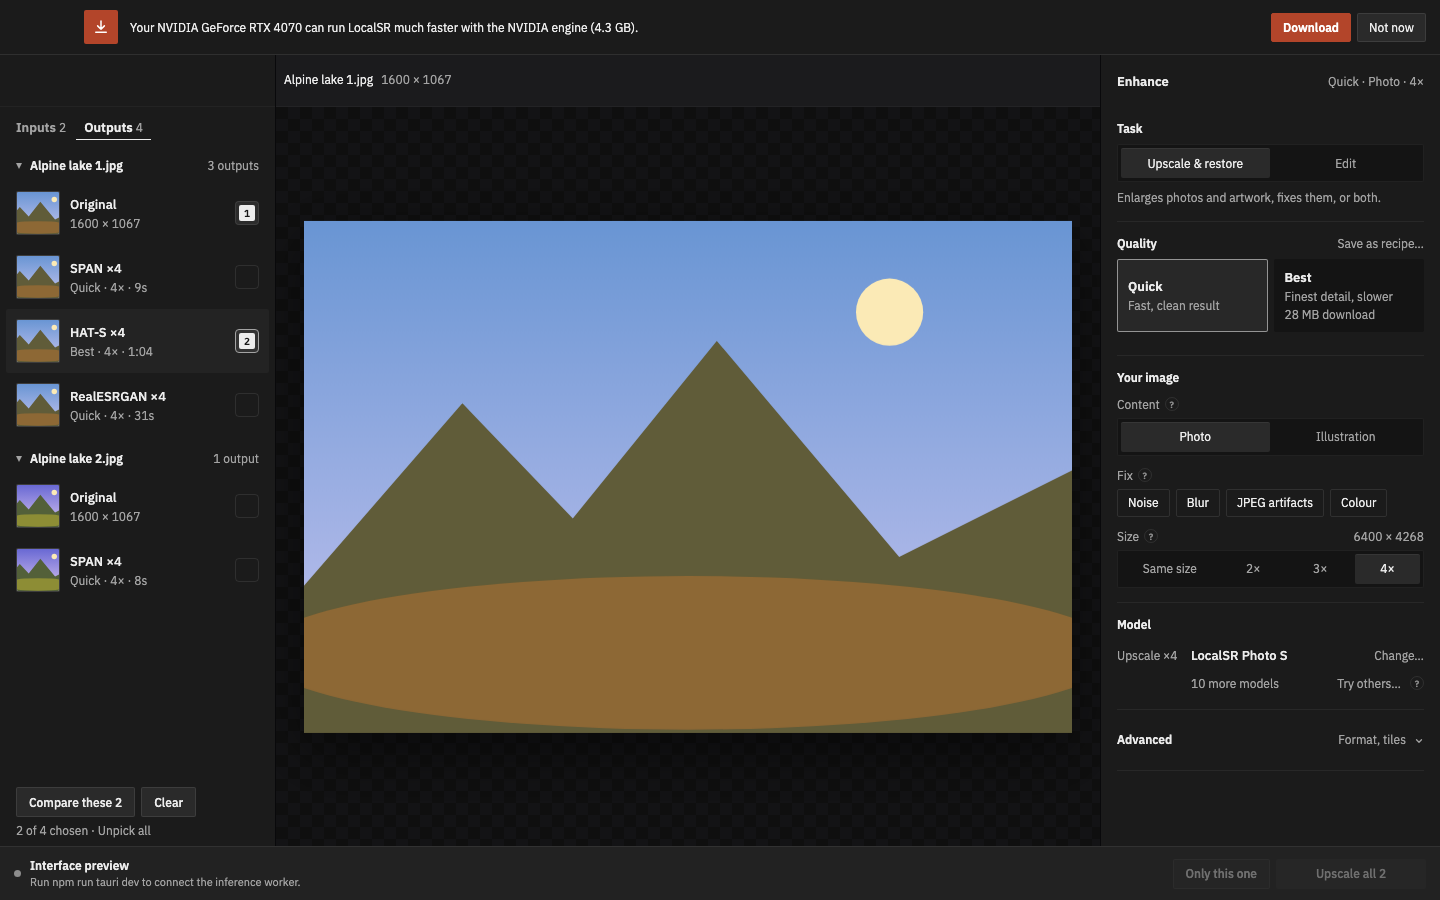 Your NVIDIA GeForce RTX 4070 can run LocalSR much faster with the NVIDIA engine (4.3 GB).
Download
Not now
Alpine lake 1.jpg 1600 × 1067
Inputs 2
Outputs 4
Alpine lake 1.jpg
3 outputs
Original
1600 × 1067
1
SPAN ×4
Quick · 4× · 9s
HAT-S ×4
Best · 4× · 1:04
2
RealESRGAN ×4
Quick · 4× · 31s
Alpine lake 2.jpg
1 output
Original
1600 × 1067
SPAN ×4
Quick · 4× · 8s
Compare these 2
Clear
2 of 4 chosen · Unpick all
Enhance
Quick · Photo · 4×
Task
Upscale & restore
Edit
Enlarges photos and artwork, fixes them, or both.
Quality
Save as recipe...
Quick
Fast, clean result
Best
Finest detail, slower
28 MB download
Your image
Content ?
Photo
Illustration
Fix ?
Noise
Blur
JPEG artifacts
Colour
Size ?
6400 × 4268
Same size
2×
3×
4×
Model
Upscale ×4
LocalSR Photo S
Change...
10 more models
Try others... ?
Advanced
Format, tiles
Interface preview
Run npm run tauri dev to connect the inference worker.
Only this one
Upscale all 2